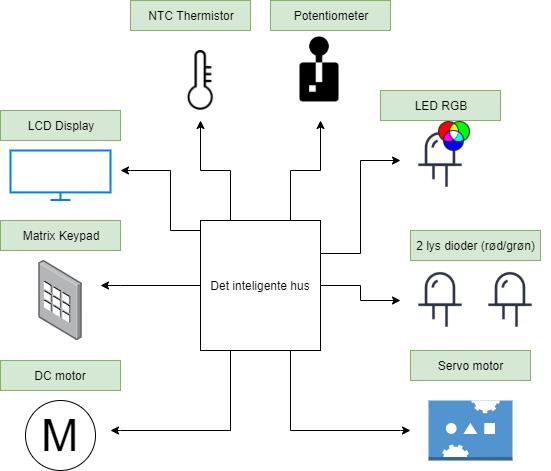 NTC Thermistor
Potentiometer
LCD Display
LED RGB
Matrix Keypad
2 lys dioder (rød/grøn)
Det inteligente hus
DC motor
Servo motor
M